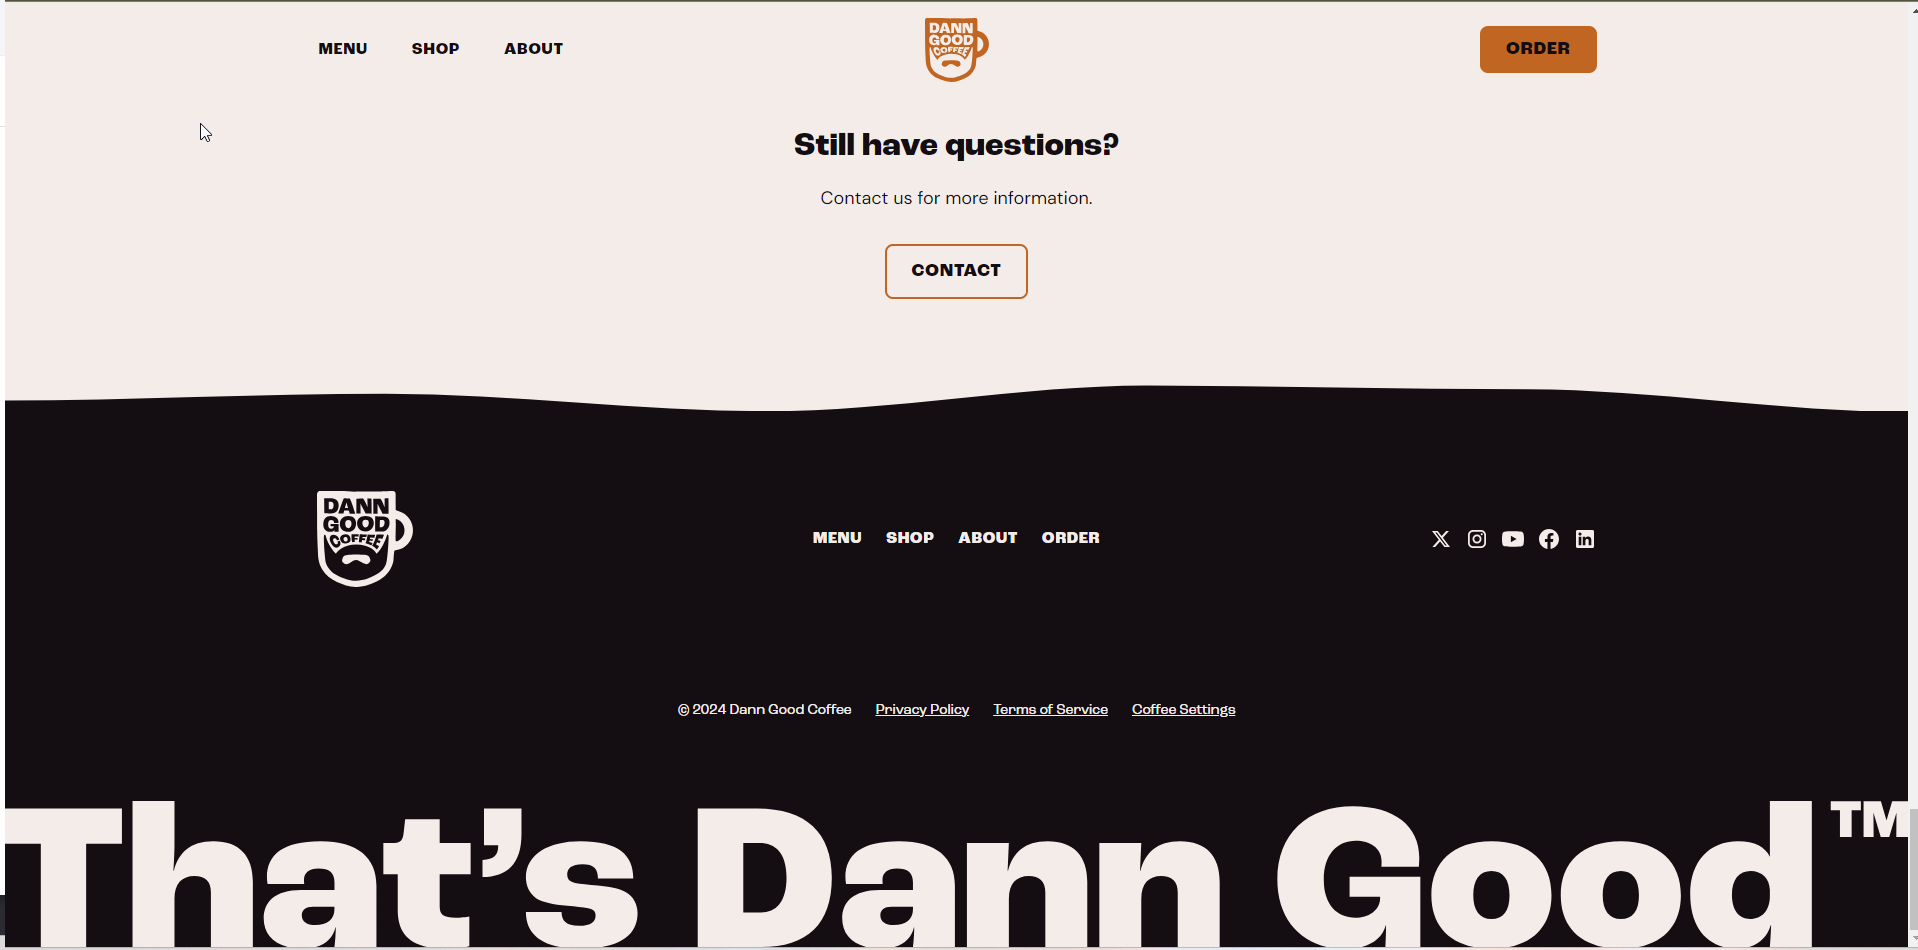 MENU SHOP ABOUT
DANN
GOOD
COFFEE
ORDER
Still have questions?
Contact us for more information.
CONTACT
DANN
GOOD
COFFEE
MENU SHOP ABOUT ORDER
© 2024 Dann Good Coffee Privacy Policy Terms of Service Coffee Settings
That’s Dann Good™